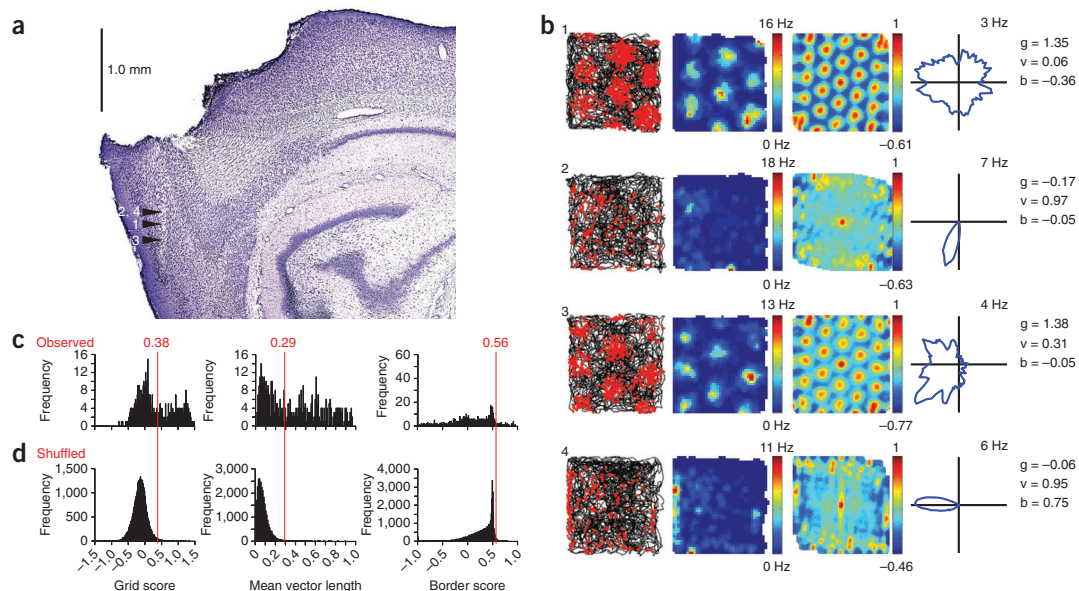 a
1.0 mm
2, 4
1
3
b
1
16 Hz
0 Hz
1
−0.61
3 Hz
g = 1.35
v = 0.06
b = −0.36
2
18 Hz
0 Hz
1
−0.63
7 Hz
g = −0.17
v = 0.97
b = −0.05
3
13 Hz
0 Hz
1
−0.77
4 Hz
g = 1.38
v = 0.31
b = −0.05
4
11 Hz
0 Hz
1
−0.46
6 Hz
g = −0.06
v = 0.95
b = 0.75
c
Observed
0.38
0.29
0.56
Frequency
16
12
8
4
0
Frequency
16
14
12
10
8
6
4
2
0
Frequency
60
40
20
0
d
Shuffled
Frequency
1,500
1,000
500
0
−1.5
−1.0
−0.5
0
0.5
1.0
1.5
Grid score
Frequency
3,000
2,000
1,000
0
0
0.2
0.4
0.6
0.8
1.0
Mean vector length
Frequency
4,000
3,000
2,000
1,000
0
−1.0
−0.5
0
0.5
1.0
Border score